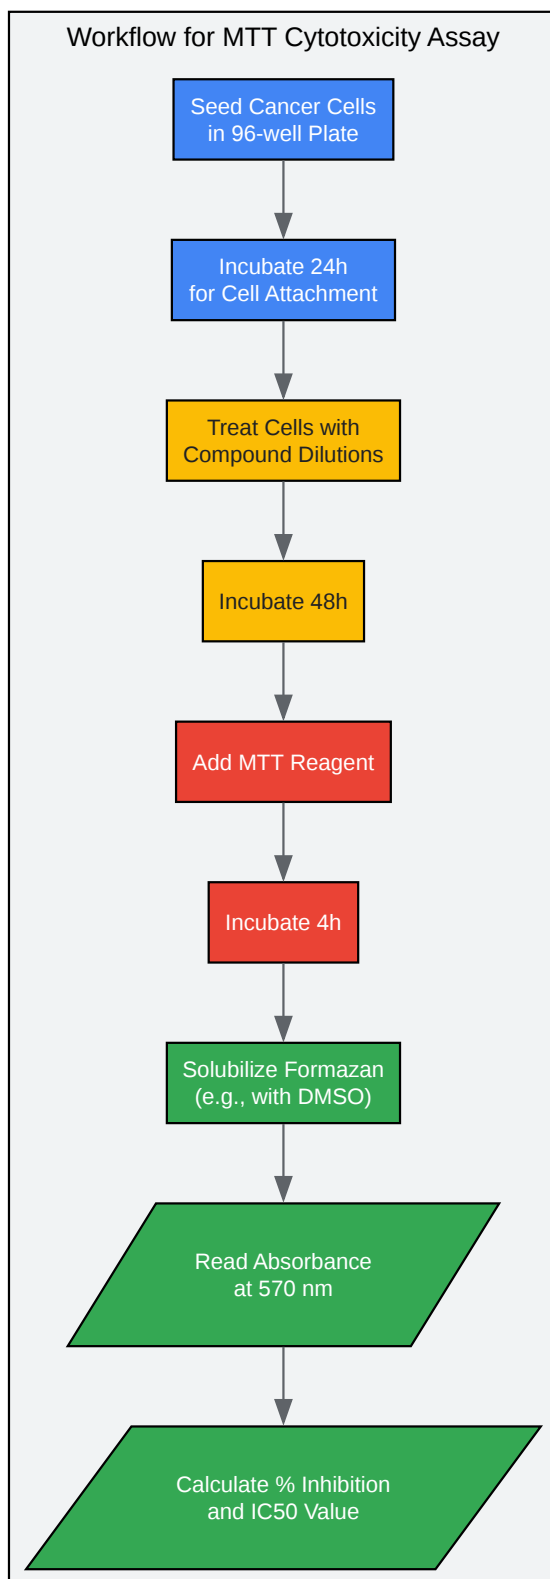 Workflow for MTT Cytotoxicity Assay
Seed Cancer Cells
in 96-well Plate
Incubate 24h
for Cell Attachment
Treat Cells with
Compound Dilutions
Incubate 48h
Add MTT Reagent
Incubate 4h
Solubilize Formazan
(e.g., with DMSO)
Read Absorbance
at 570 nm
Calculate % Inhibition
and IC50 Value